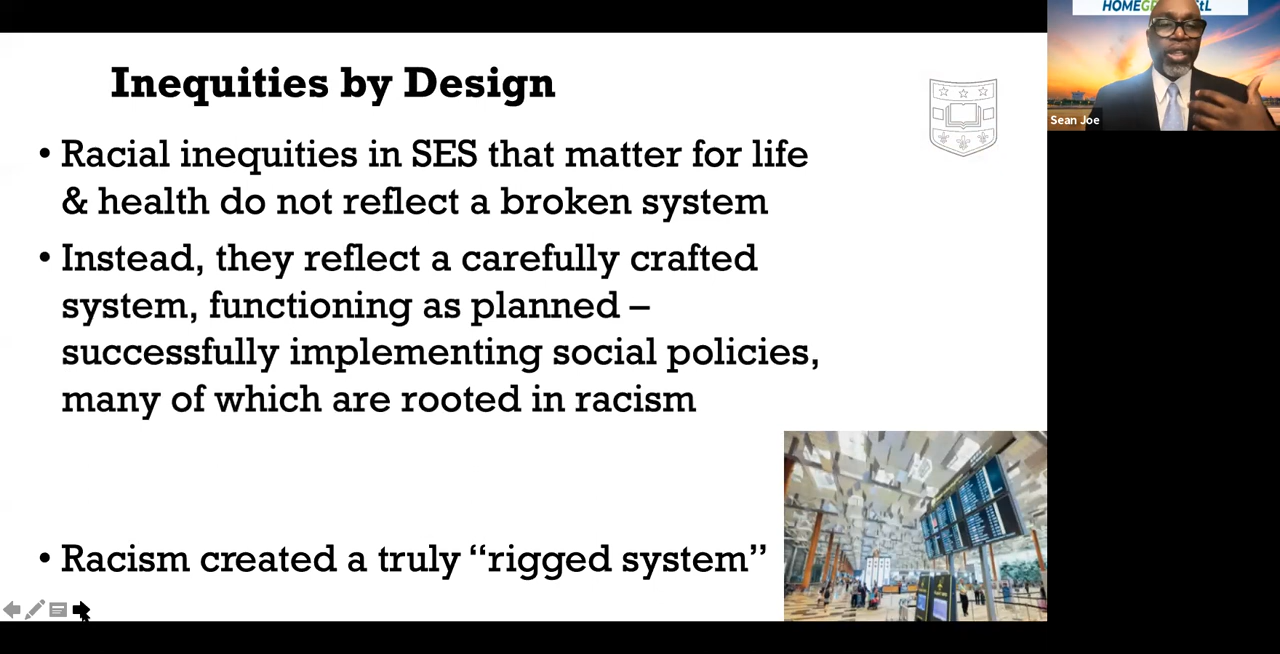 Inequities by Design
• Racial inequities in SES that matter for life
& health do not reflect a broken system
• Instead, they reflect a carefully crafted
system, functioning as planned –
successfully implementing social policies,
many of which are rooted in racism
• Racism created a truly “rigged system”
Sean Joe